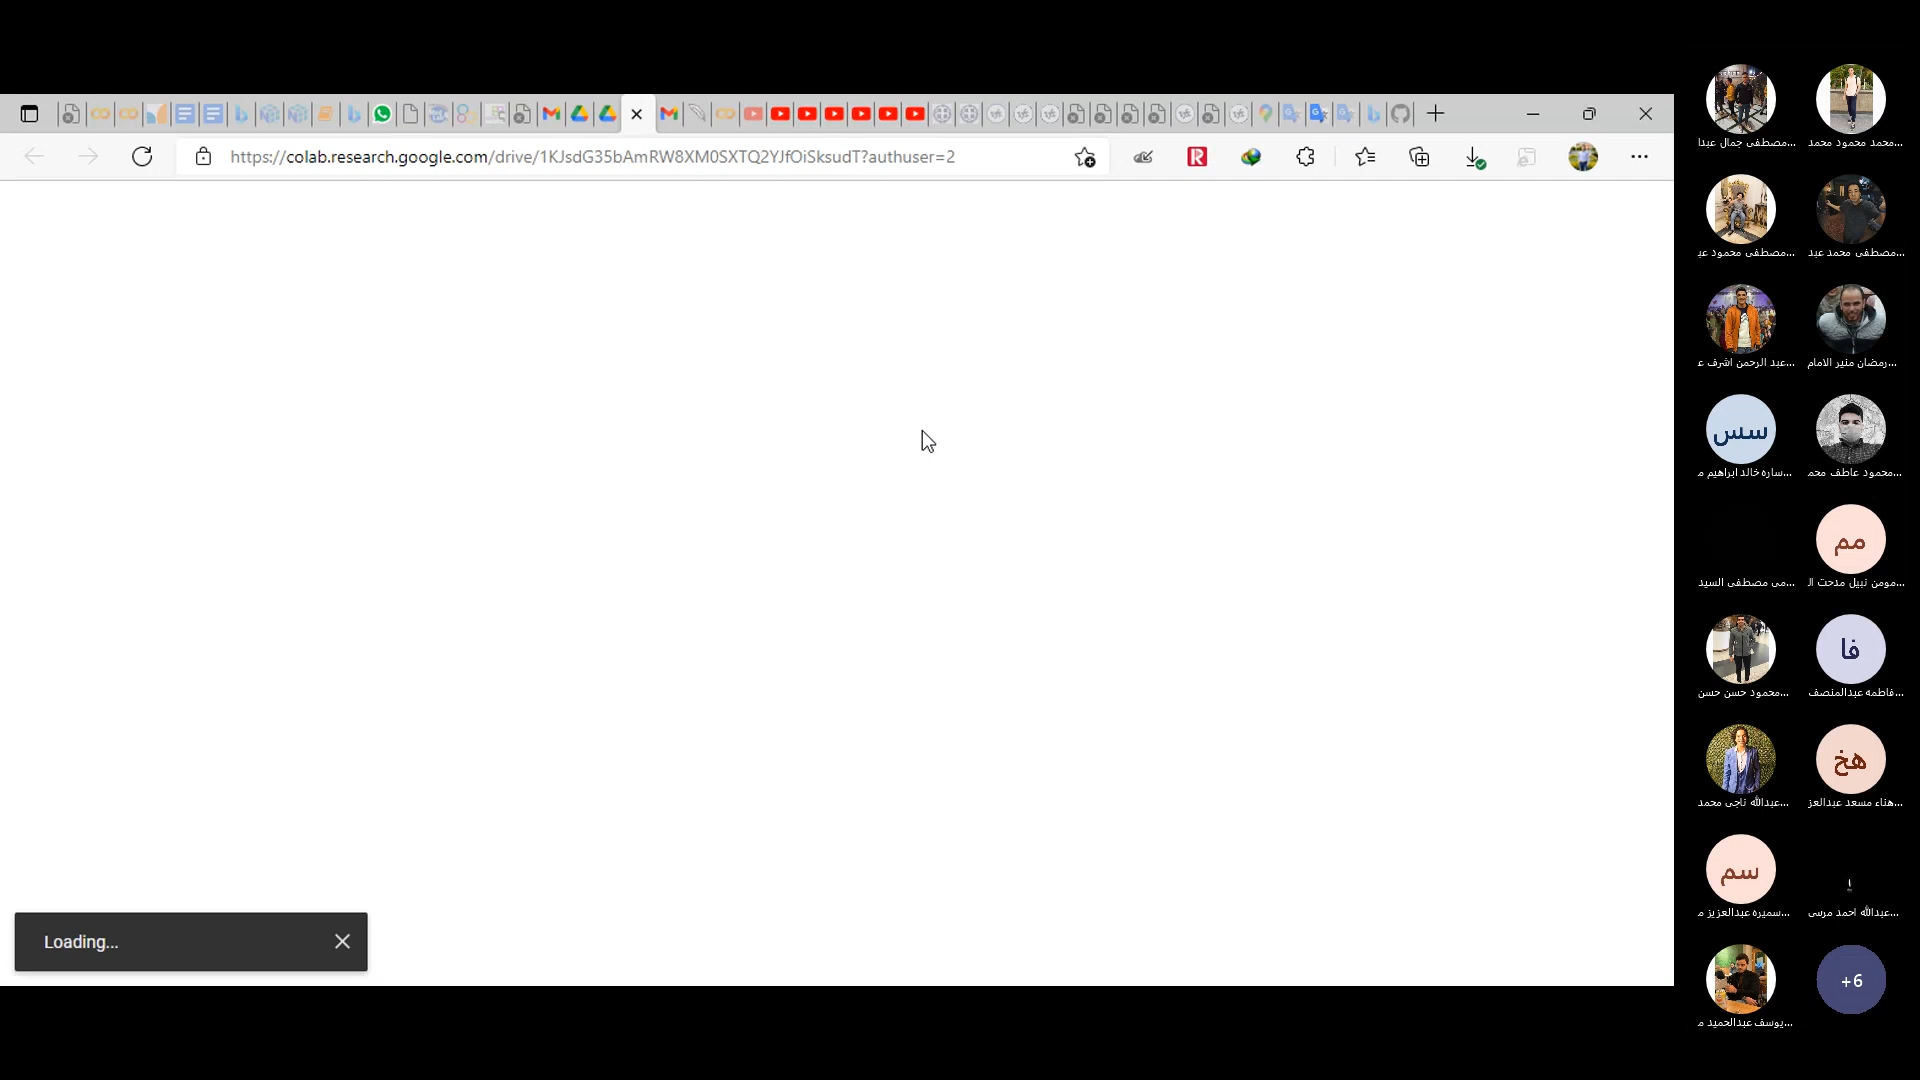 https://colab.research.google.com/drive/1KJsdG35bAmRW8XM0SXTQ2YJfOiSksudT?authuser=2
Loading...
مصطفى جمال عبدا...
محمد محمود محمد...
مصطفى محمود عب...
مصطفى محمد عبد...
عبد الرحمن اشرف ع...
رمضان منير الامام...
سس
ساره خالد ابراهيم م...
محمود عاطف محم...
مم
مى مصطفى السيد...
مومن نبيل مدحت ال...
فا
محمود حسن حسن...
فاطمه عبدالمنصف...
هخ
عبدالله ناجى محمد...
هناء مسعد عبدالعز...
سم
سميره عبدالعزيز م...
عبدالله احمد مرسى...
+6
يوسف عبدالحميد م...